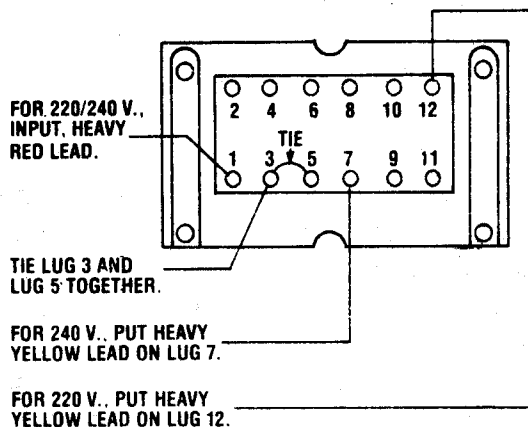 2 4 6 8 10 12
FOR 220/240 V.,
INPUT, HEAVY
RED LEAD.
TIE
1 3 5 7 9 11
TIE LUG 3 AND
LUG 5 TOGETHER.
FOR 240 V., PUT HEAVY
YELLOW LEAD ON LUG 7.
FOR 220 V., PUT HEAVY
YELLOW LEAD ON LUG 12.